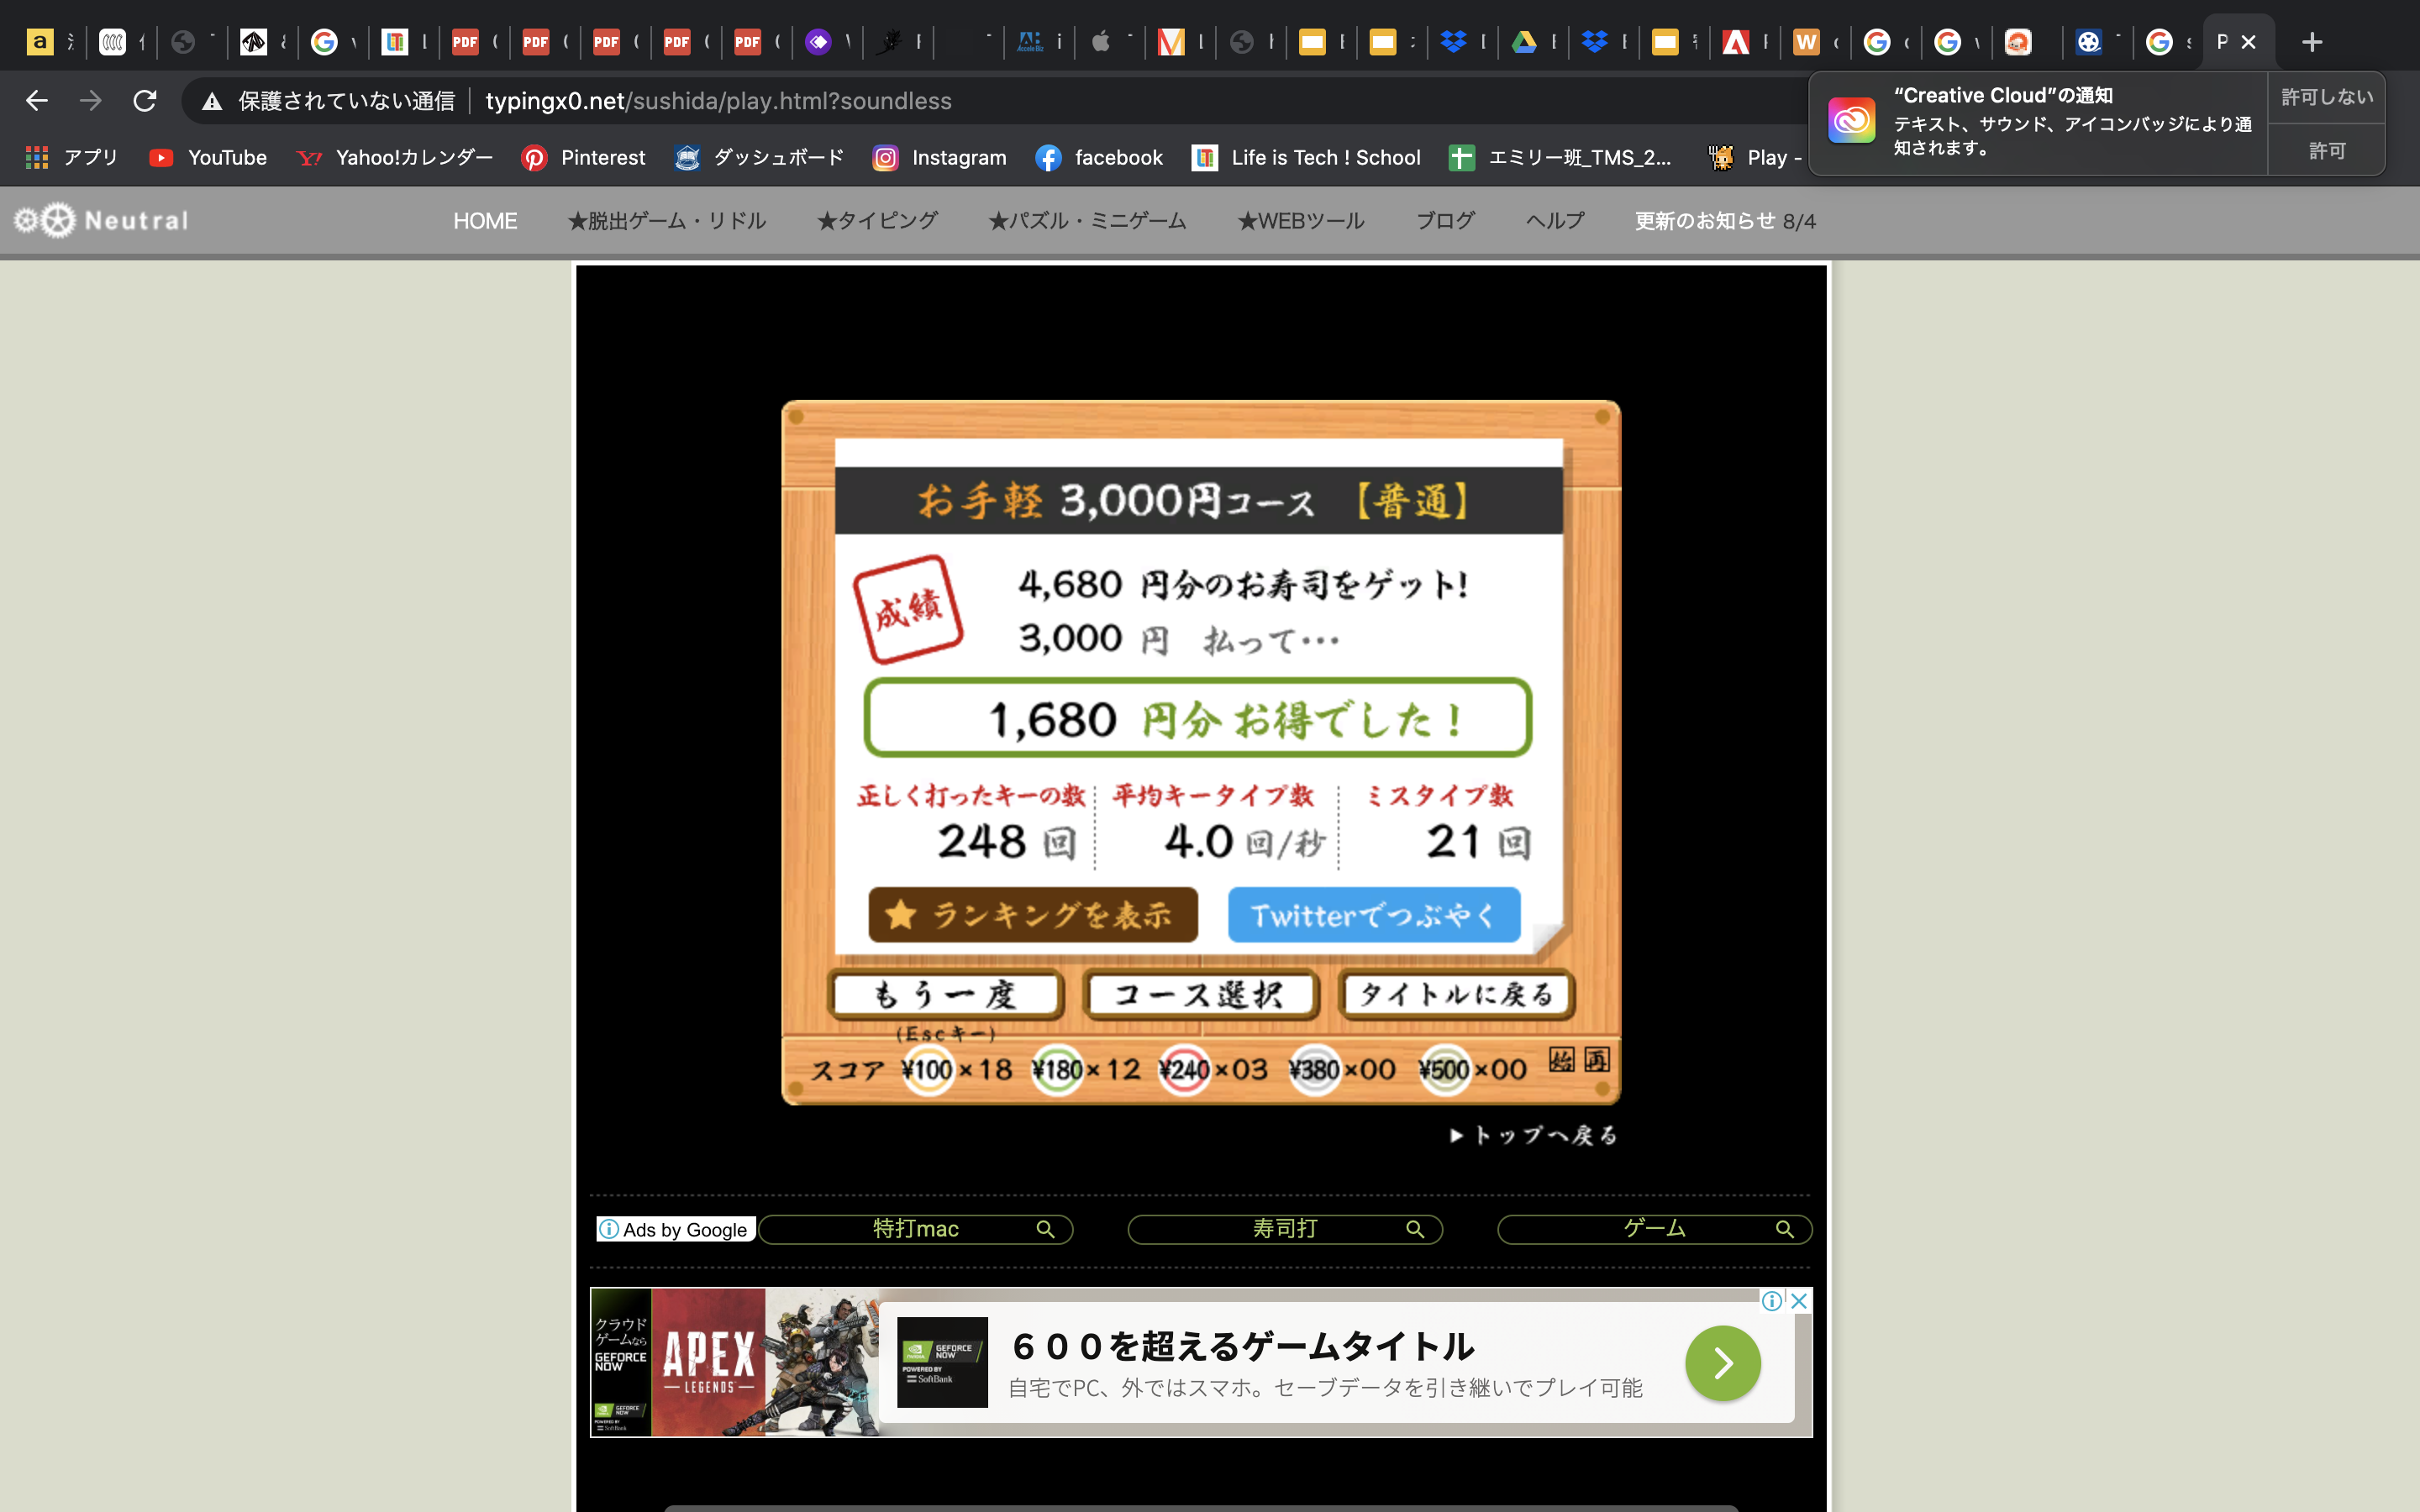 保護されていない通信 typingx0.net/sushida/play.html?soundless
“Creative Cloud”の通知
テキスト、サウンド、アイコンバッジにより通知されます。
許可しない
許可
アプリ YouTube Yahoo!カレンダー Pinterest ダッシュボード Instagram facebook Life is Tech ! School エミリー班_TMS_2... Play -
Neutral HOME ★脱出ゲーム・リドル ★タイピング ★パズル・ミニゲーム ★WEBツール ブログ ヘルプ 更新のお知らせ 8/4
お手軽 3,000円コース 【普通】
成績
4,680 円分のお寿司をゲット!
3,000 円 払って…
1,680 円分 お得でした！
正しく打ったキーの数 平均キータイプ数 ミスタイプ数
248 回 4.0 回/秒 21 回
★ ランキングを表示 Twitterでつぶやく
もう一度 コース選択 タイトルに戻る
(Escキー)
スコア ¥100×18 ¥180×12 ¥240×03 ¥380×00 ¥500×00 始 再
▶トップへ戻る
Ads by Google 特打mac 寿司打 ゲーム
クラウド
ゲームなら
GEFORCE
NOW
APEX
LEGENDS
GEFORCE
NOW
POWERED BY
SoftBank
６００を超えるゲームタイトル
自宅でPC、外ではスマホ。セーブデータを引き継いでプレイ可能